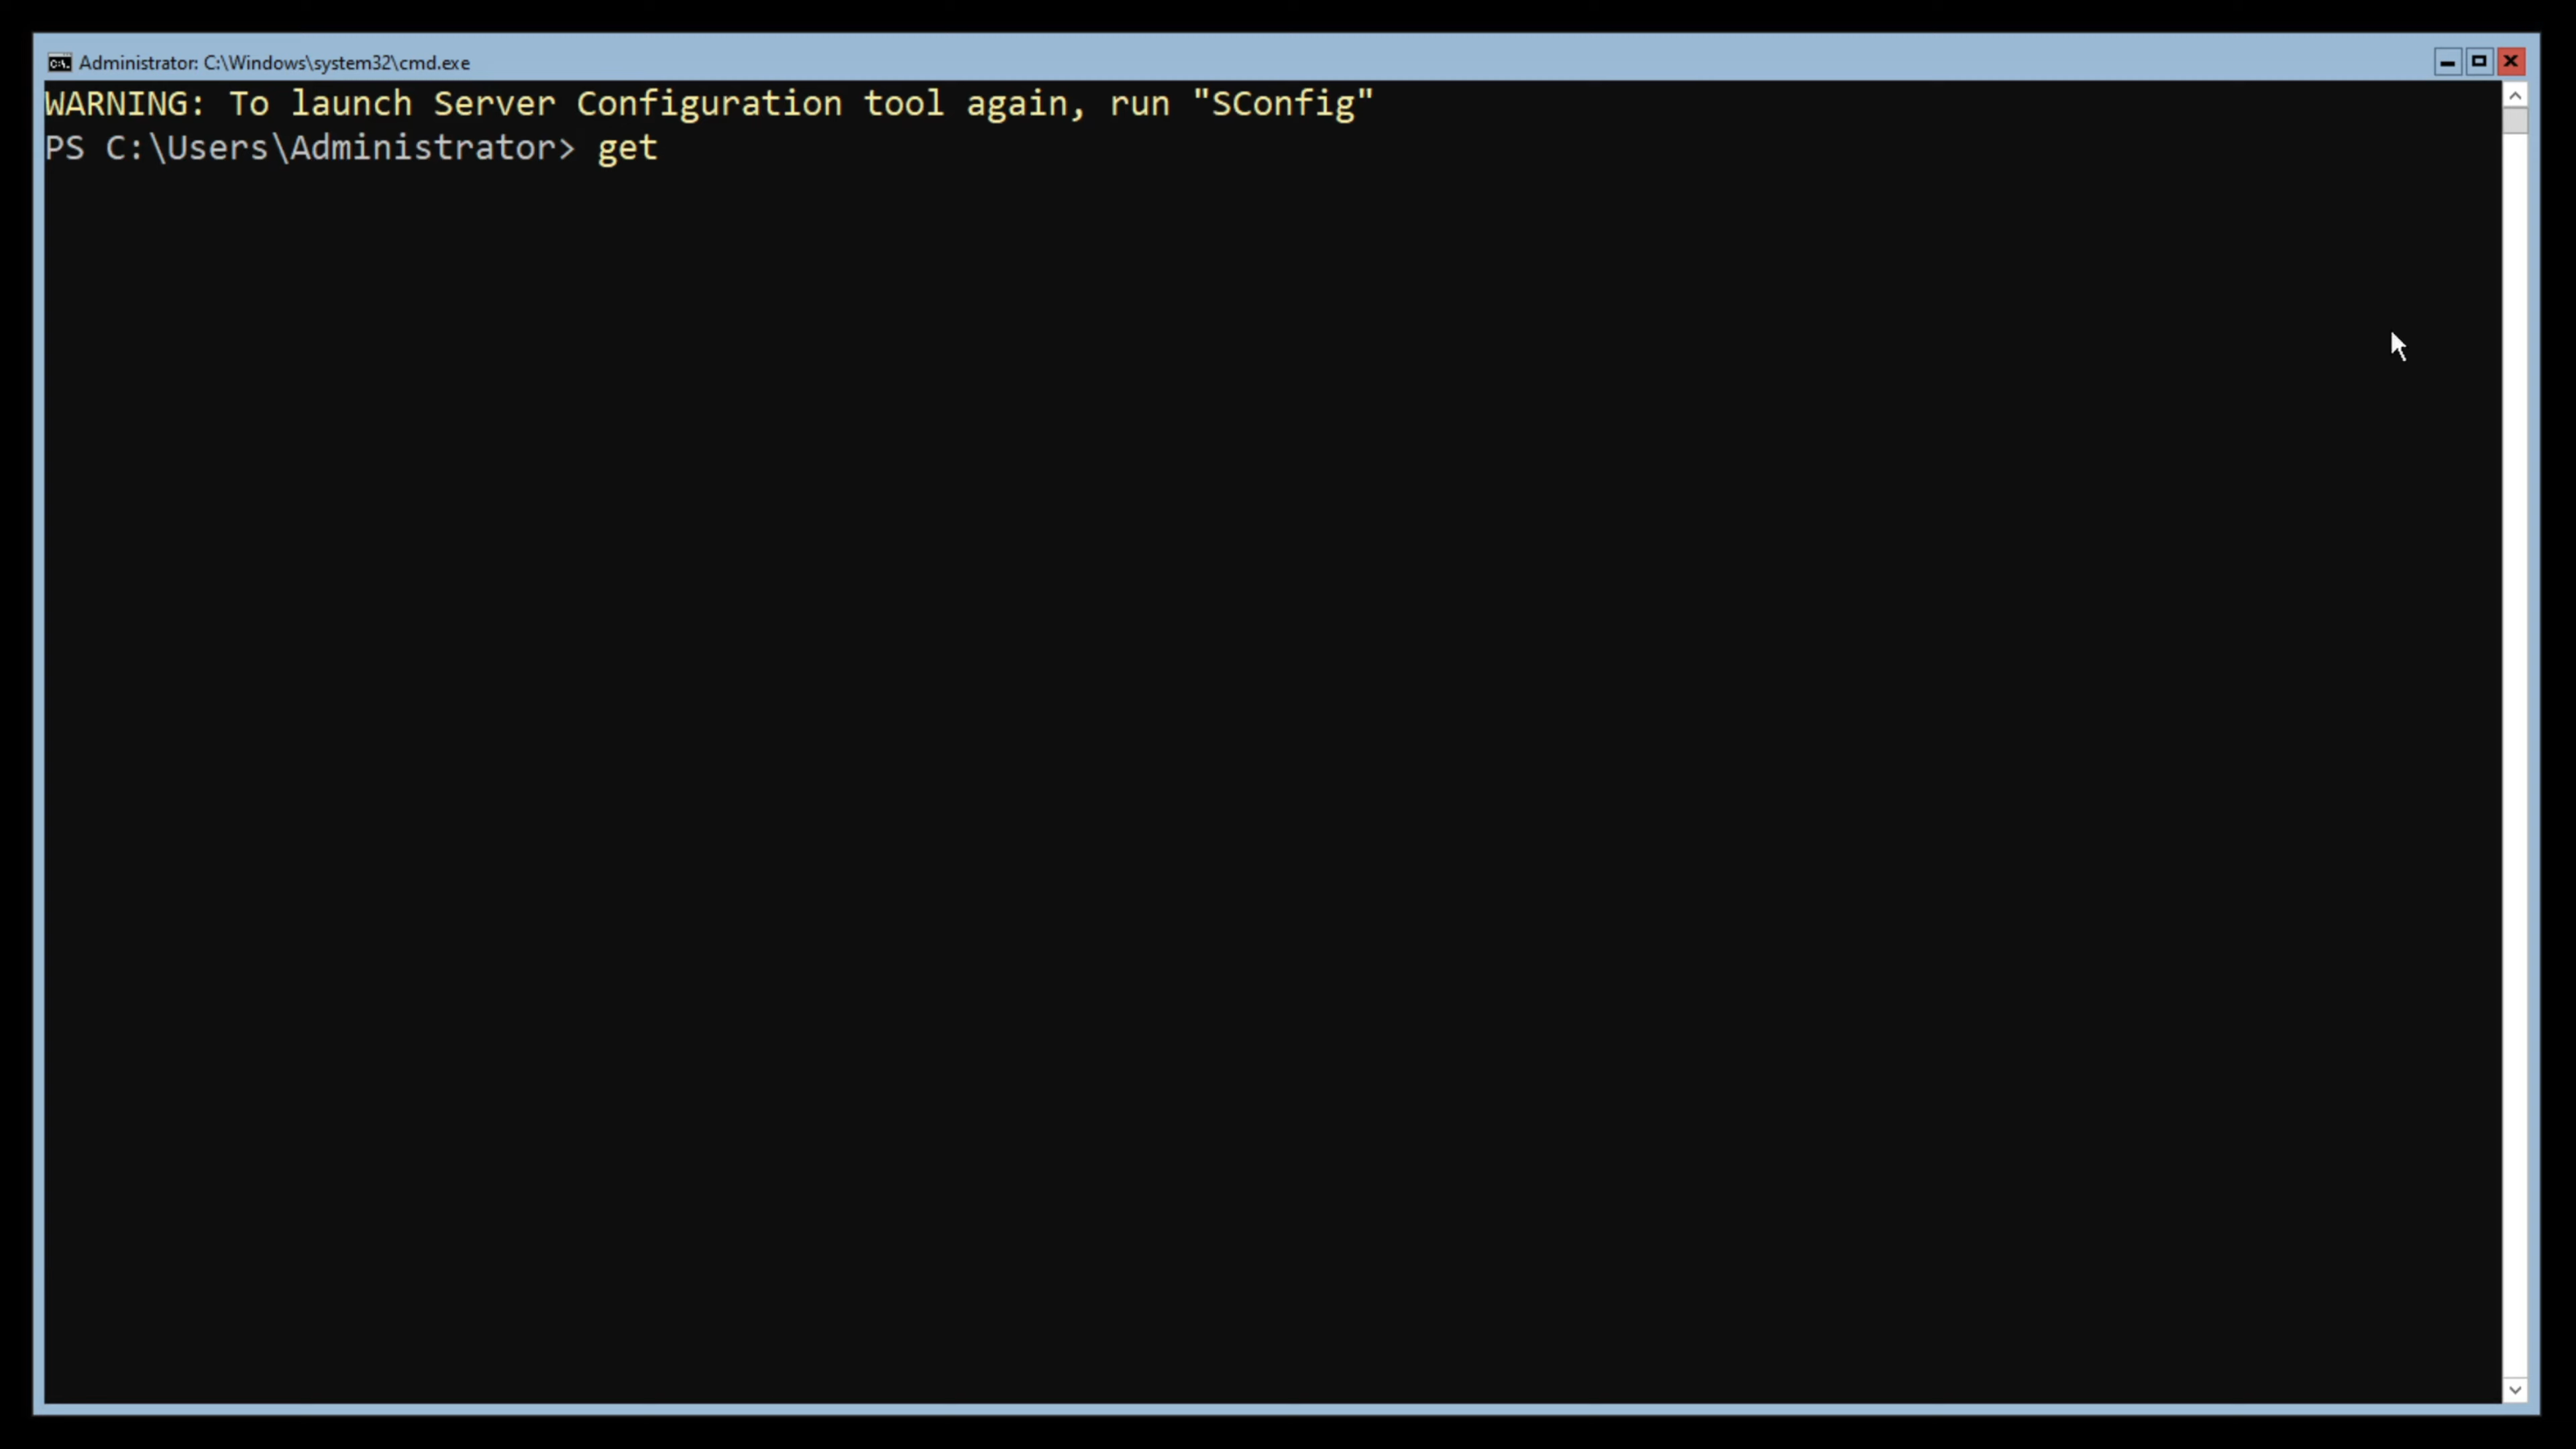 Administrator: C:\Windows\system32\cmd.exe
WARNING: To launch Server Configuration tool again, run "SConfig"
PS C:\Users\Administrator> get